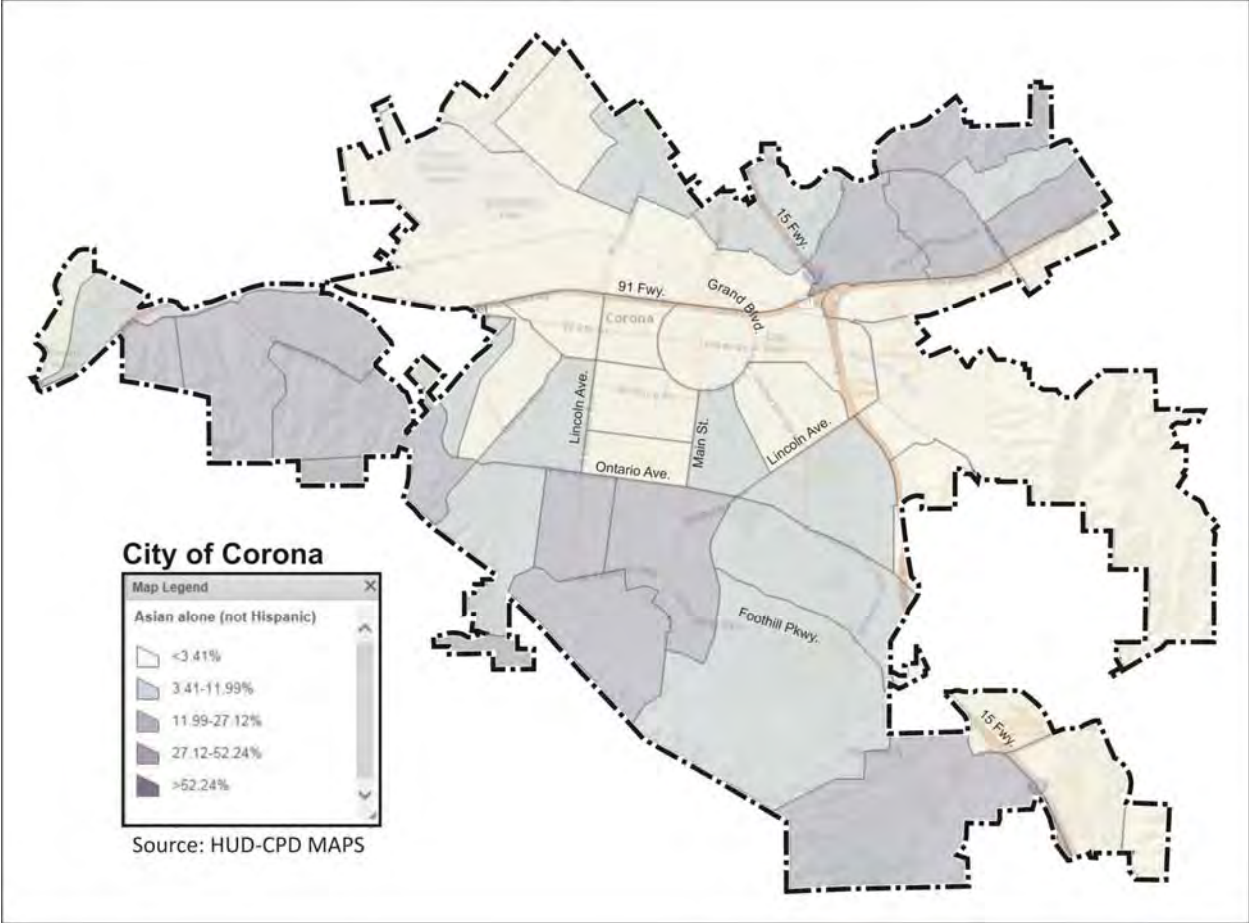 15 Fwy.
91 Fwy.
Grand Blvd.
Corona
Lincoln Ave.
Main St.
Lincoln Ave.
Ontario Ave.
Foothill Pkwy.
15 Fwy.
City of Corona
Map Legend
Asian alone (not Hispanic)
<3.41%
3.41-11.99%
11.99-27.12%
27.12-52.24%
>52.24%
Source: HUD-CPD MAPS